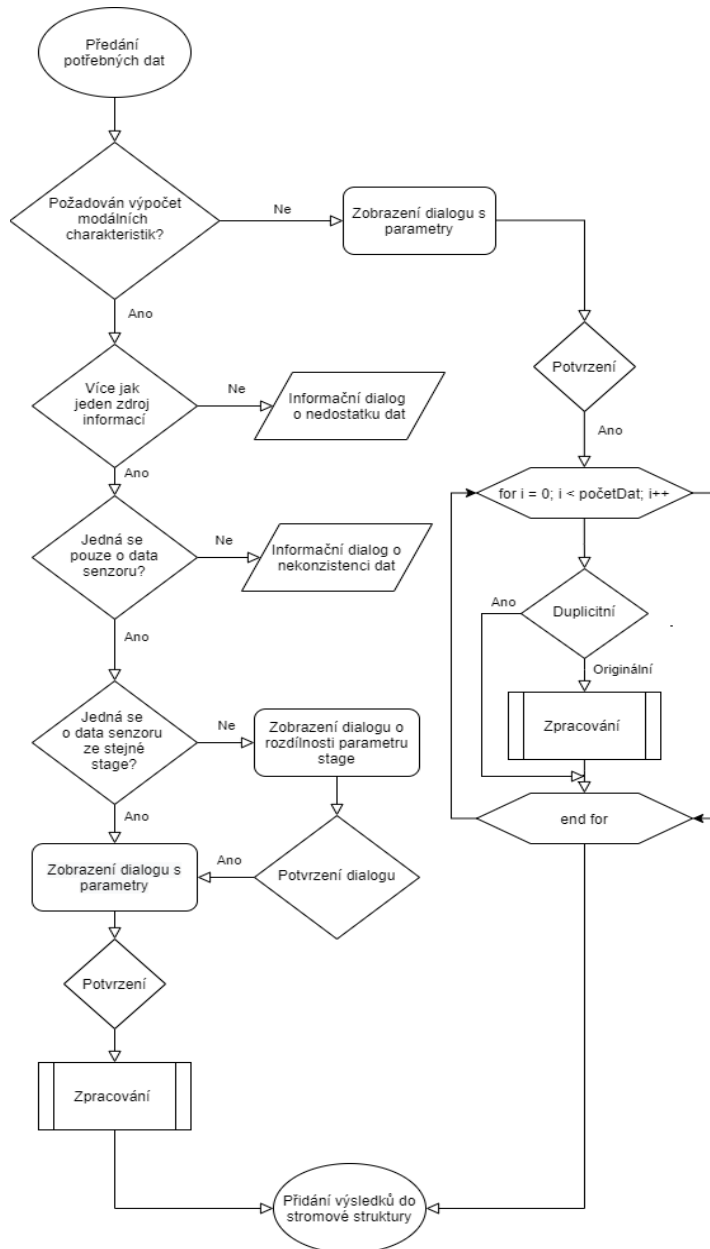 Předání
potřebných dat
Požadován výpočet
modálních
charakteristik?
Ne
Zobrazení dialogu s
parametry
Ano
Potvrzení
Ano
Více jak
jeden zdroj
informací
Ne
Informační dialog
o nedostatku dat
Ano
for i = 0; i < početDat; i++
Jedná se
pouze o data
senzoru?
Ne
Informační dialog o
nekonzistenci dat
Ano
Duplicitní
Ano
Originální
Zpracování
Jedná se
o data senzoru
ze stejné
stage?
Ne
Zobrazení dialogu o
rozdílnosti parametru
stage
Ano
end for
Zobrazení dialogu s
parametry
Ano
Potvrzení dialogu
Potvrzení
Zpracování
Přidání výsledků do
stromové struktury